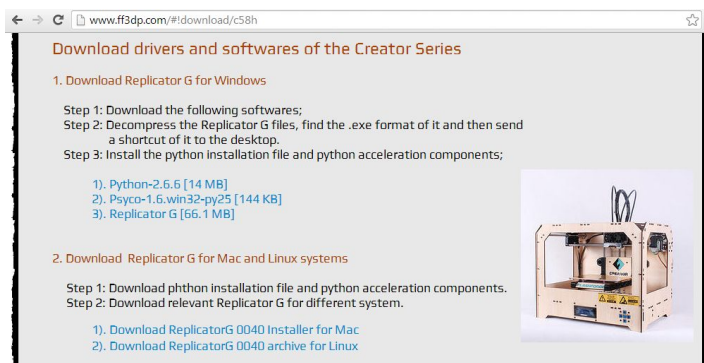 www.ff3dp.com/#!download/c58h
Download drivers and softwares of the Creator Series
1. Download Replicator G for Windows
Step 1: Download the following softwares;
Step 2: Decompress the Replicator G files, find the .exe format of it and then send
a shortcut of it to the desktop.
Step 3: Install the python installation file and python acceleration components;
1). Python-2.6.6 [14 MB]
2). Psyco-1.6.win32-py25 [144 KB]
3). Replicator G [66.1 MB]
2. Download Replicator G for Mac and Linux systems
Step 1: Download phthon installation file and python acceleration components.
Step 2: Download relevant Replicator G for different system.
1). Download ReplicatorG 0040 Installer for Mac
2). Download ReplicatorG 0040 archive for Linux